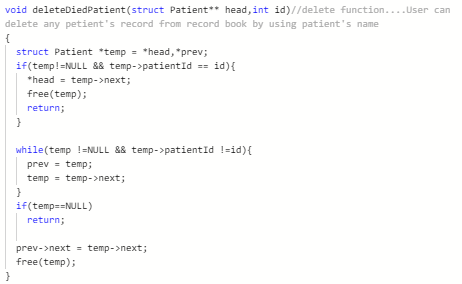 void deleteDiedPatient(struct Patient** head,int id)//delete function....User can
delete any petient's record from record book by using patient's name
{
struct Patient *temp = *head,*prev;
if(temp!=NULL && temp->patientId == id){
*head = temp->next;
free(temp);
return;
}
while(temp !=NULL && temp->patientId !=id){
prev = temp;
temp = temp->next;
}
if(temp==NULL)
return;
prev->next = temp->next;
free(temp);
}